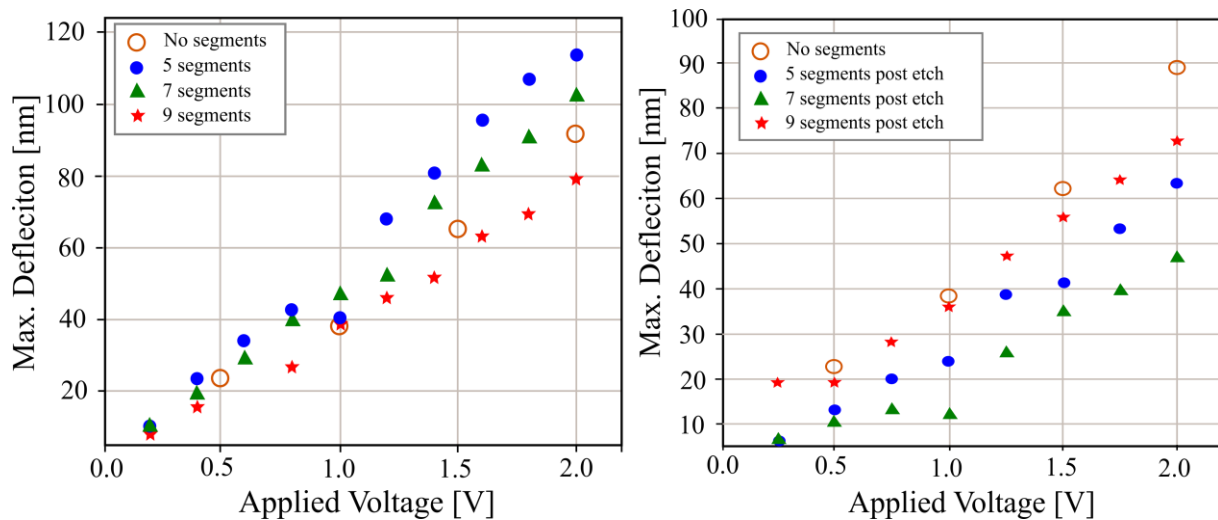 No segments
5 segments
7 segments
9 segments
120
100
80
60
40
20
0.0 0.5 1.0 1.5 2.0
Max. Defleciton [nm]
Applied Voltage [V]
No segments
5 segments post etch
7 segments post etch
9 segments post etch
100
90
80
70
60
50
40
30
20
10
0.0 0.5 1.0 1.5 2.0
Max. Defleciton [nm]
Applied Voltage [V]